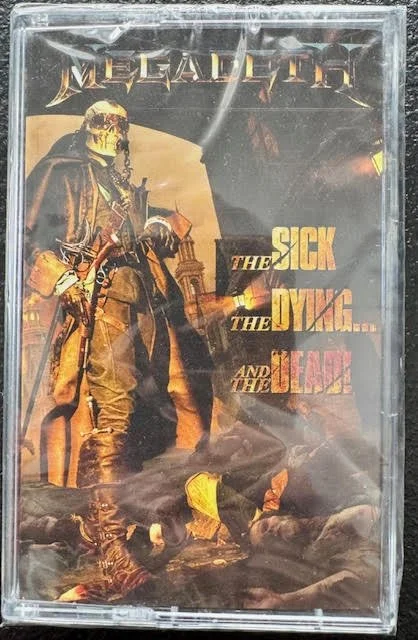 MEGADETH
THE SICK
THE DYING...
AND THE DEAD!